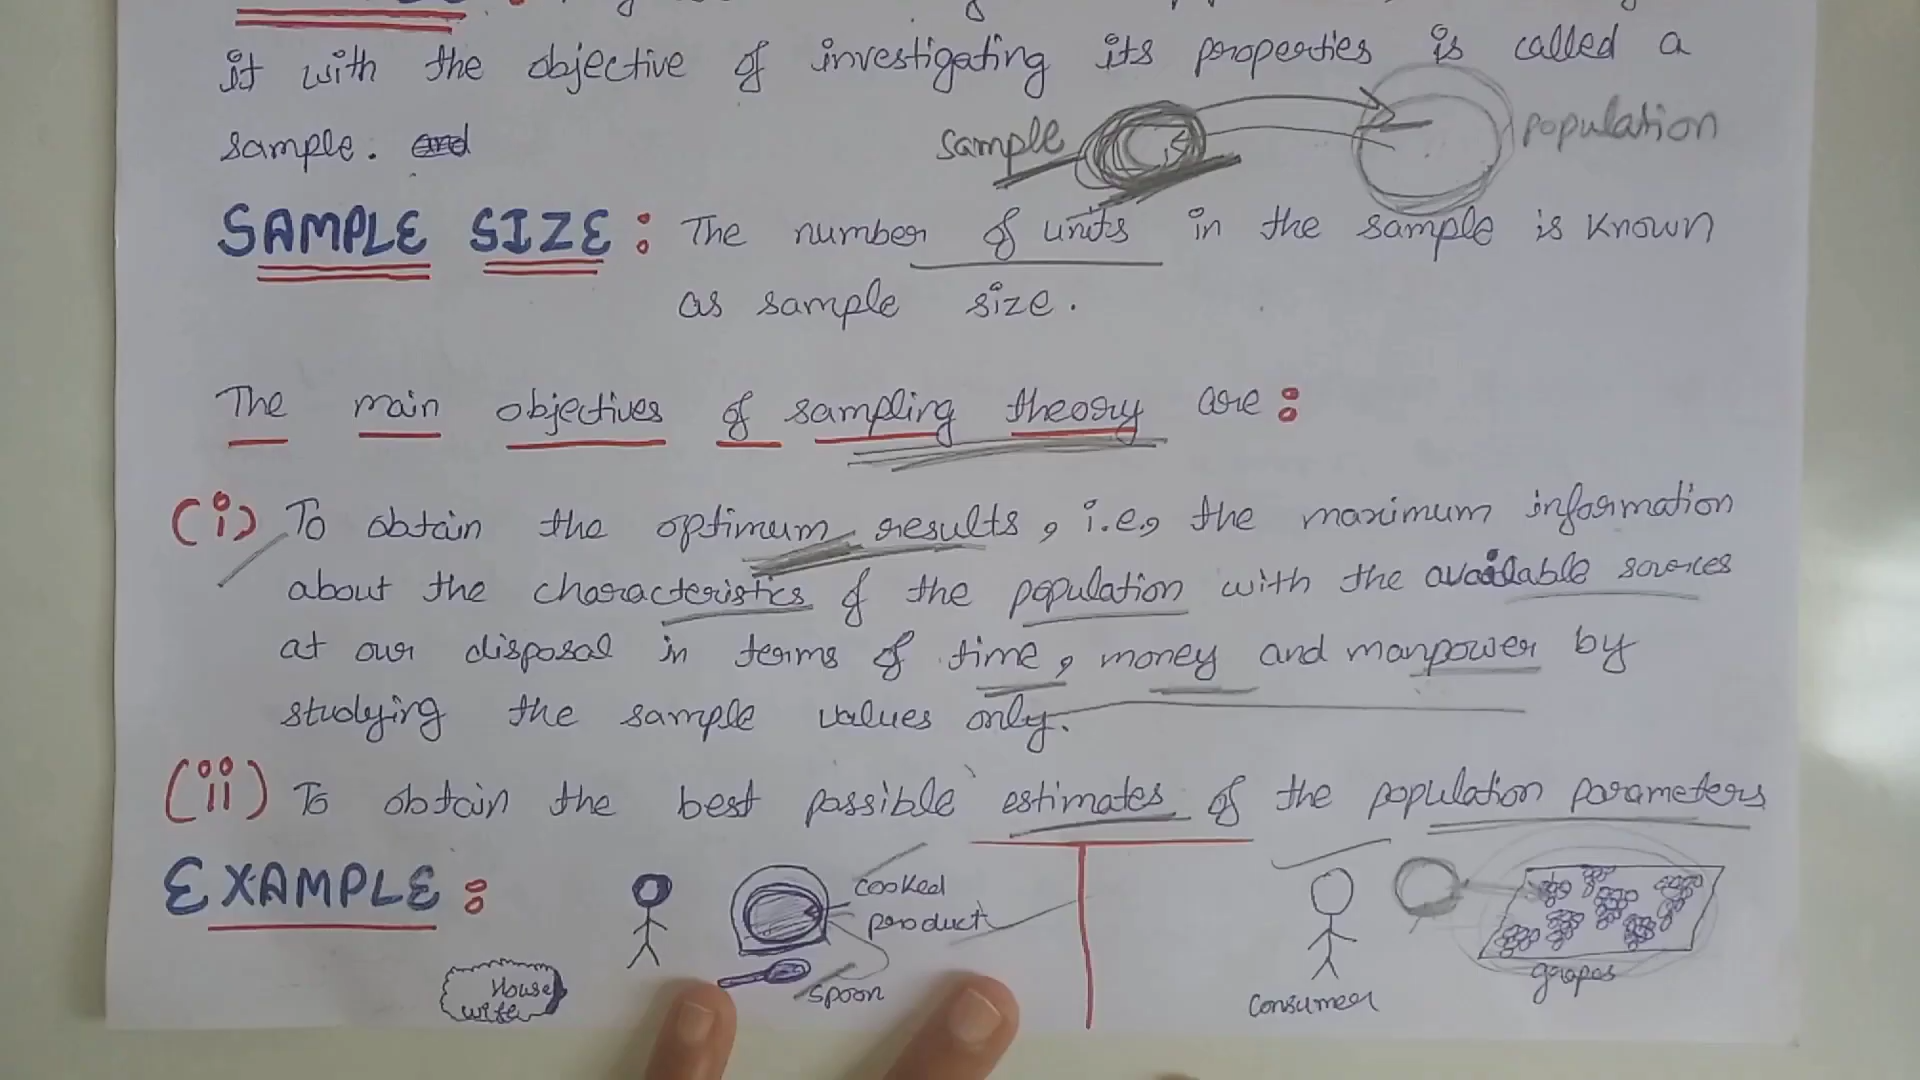 it with the objective of investigating its properties is called a
sample. and
sample
population
SAMPLE SIZE: The number of units in the sample is known
as sample size.
The main objectives of sampling theory are:
(i) To obtain the optimum results, i.e., the maximum information
about the characteristics of the population with the available sources
at our disposal in terms of time, money and manpower by
studying the sample values only.
(ii) To obtain the best possible estimates of the population parameters
EXAMPLE:
cooked
product
spoon
House
wife
consumer
grapes